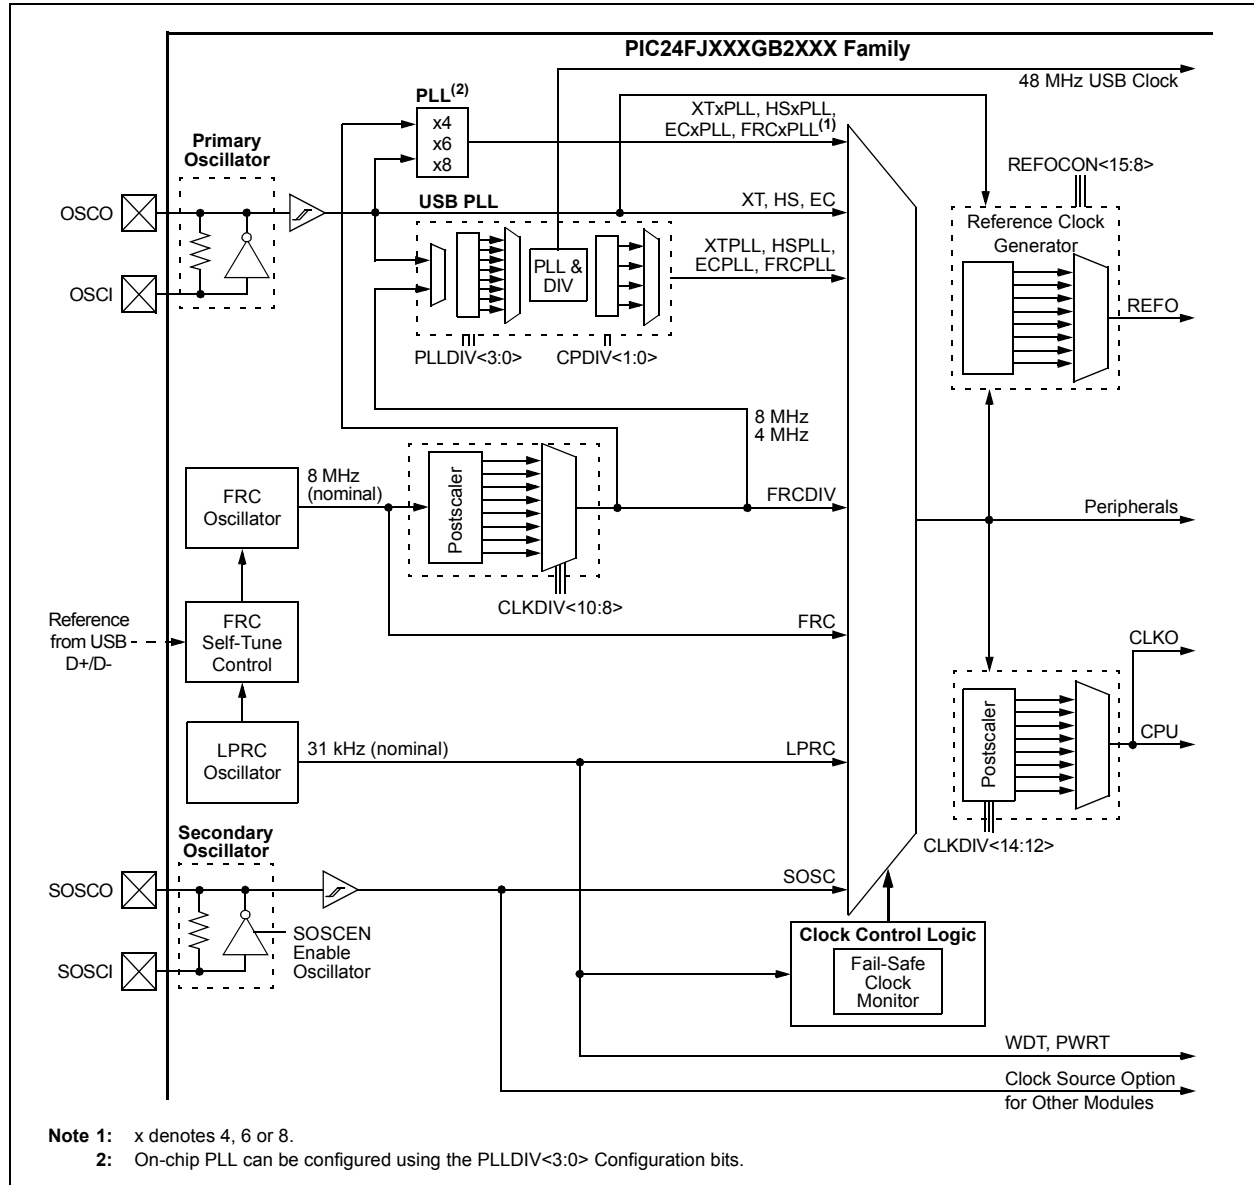 PIC24FJXXXGB2XXX Family
48 MHz USB Clock
PLL(2)
x4
x6
x8
XTxPLL, HSxPLL,
ECxPLL, FRCxPLL(1)
Primary
Oscillator
REFOCON<15:8>
OSCO
USB PLL
XT, HS, EC
Reference Clock
Generator
XTPLL, HSPLL,
ECPLL, FRCPLL
PLL &
DIV
OSCI
REFO
PLLDIV<3:0>
CPDIV<1:0>
8 MHz
4 MHz
8 MHz
(nominal)
FRC
Oscillator
Postscaler
FRCDIV
Peripherals
CLKDIV<10:8>
Reference
from USB
D+/D-
FRC
Self-Tune
Control
FRC
CLKO
LPRC
Oscillator
31 kHz (nominal)
LPRC
Postscaler
CPU
CLKDIV<14:12>
Secondary
Oscillator
SOSCO
SOSC
SOSCEN
Enable
Oscillator
SOSCI
Clock Control Logic
Fail-Safe
Clock
Monitor
WDT, PWRT
Clock Source Option
for Other Modules
Note 1: x denotes 4, 6 or 8.
2: On-chip PLL can be configured using the PLLDIV<3:0> Configuration bits.